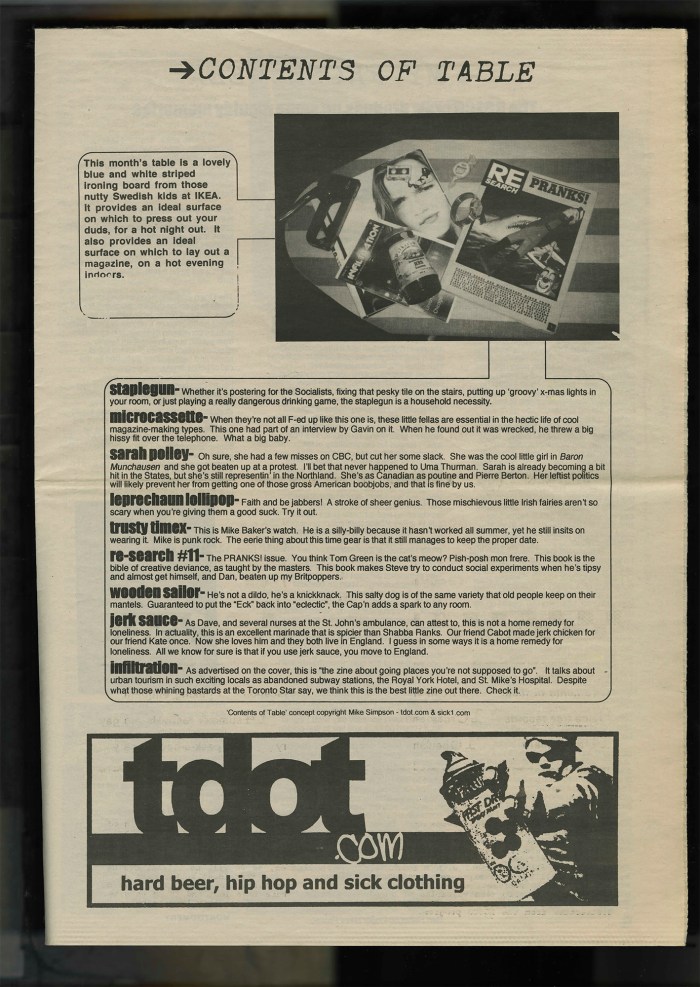 →CONTENTS OF TABLE
This month's table is a lovely
blue and white striped
ironing board from those
nutty Swedish kids at IKEA.
It provides an ideal surface
on which to press out your
duds, for a hot night out. It
also provides an ideal
surface on which to lay out a
magazine, on a hot evening
indoors.
RE
SEARCH
PRANKS!
staplegun- Whether it's postering for the Socialists, fixing that pesky tile on the stairs, putting up 'groovy' x-mas lights in
your room, or just playing a really dangerous drinking game, the staplegun is a household necessity.
microcassette- When they're not all F-ed up like this one is, these little fellas are essential in the hectic life of cool
magazine-making types. This one had part of an interview by Gavin on it. When he found out it was wrecked, he threw a big
hissy fit over the telephone. What a big baby.
sarah polley- Oh sure, she had a few misses on CBC, but cut her some slack. She was the cool little girl in Baron
Munchausen and she got beaten up at a protest. I'll bet that never happened to Uma Thurman. Sarah is already becoming a bit
hit in the States, but she's still representin' in the Northland. She's as Canadian as poutine and Pierre Berton. Her leftist politics
will likely prevent her from getting one of those gross American boobjobs, and that is fine by us.
leprechaun lollipop- Faith and be jabbers! A stroke of sheer genius. Those mischievous little Irish fairies aren't so
scary when you're giving them a good suck. Try it out.
trusty timex- This is Mike Baker's watch. He is a silly-billy because it hasn't worked all summer, yet he still insits on
wearing it. Mike is punk rock. The eerie thing about this time gear is that it still manages to keep the proper date.
re-search #11- The PRANKS! issue. You think Tom Green is the cat's meow? Pish-posh mon frere. This book is the
bible of creative deviance, as taught by the masters. This book makes Steve try to conduct social experiments when he's tipsy
and almost get himself, and Dan, beaten up my Britpoppers.
wooden sailor- He's not a dildo, he's a knickknack. This salty dog is of the same variety that old people keep on their
mantels. Guaranteed to put the "Eck" back into "eclectic", the Cap'n adds a spark to any room.
jerk sauce- As Dave, and several nurses at the St. John's ambulance, can attest to, this is not a home remedy for
loneliness. In actuality, this is an excellent marinade that is spicier than Shabba Ranks. Our friend Cabot made jerk chicken for
our friend Kate once. Now she loves him and they both live in England. I guess in some ways it is a home remedy for
loneliness. All we know for sure is that if you use jerk sauce, you move to England.
infiltration- As advertised on the cover, this is "the zine about going places you're not supposed to go". It talks about
urban tourism in such exciting locals as abandoned subway stations, the Royal York Hotel, and St. Mike's Hospital. Despite
what those whining bastards at the Toronto Star say, we think this is the best little zine out there. Check it.
'Contents of Table' concept copyright Mike Simpson - tdot.com & sick1.com
tdot
.com
hard beer, hip hop and sick clothing